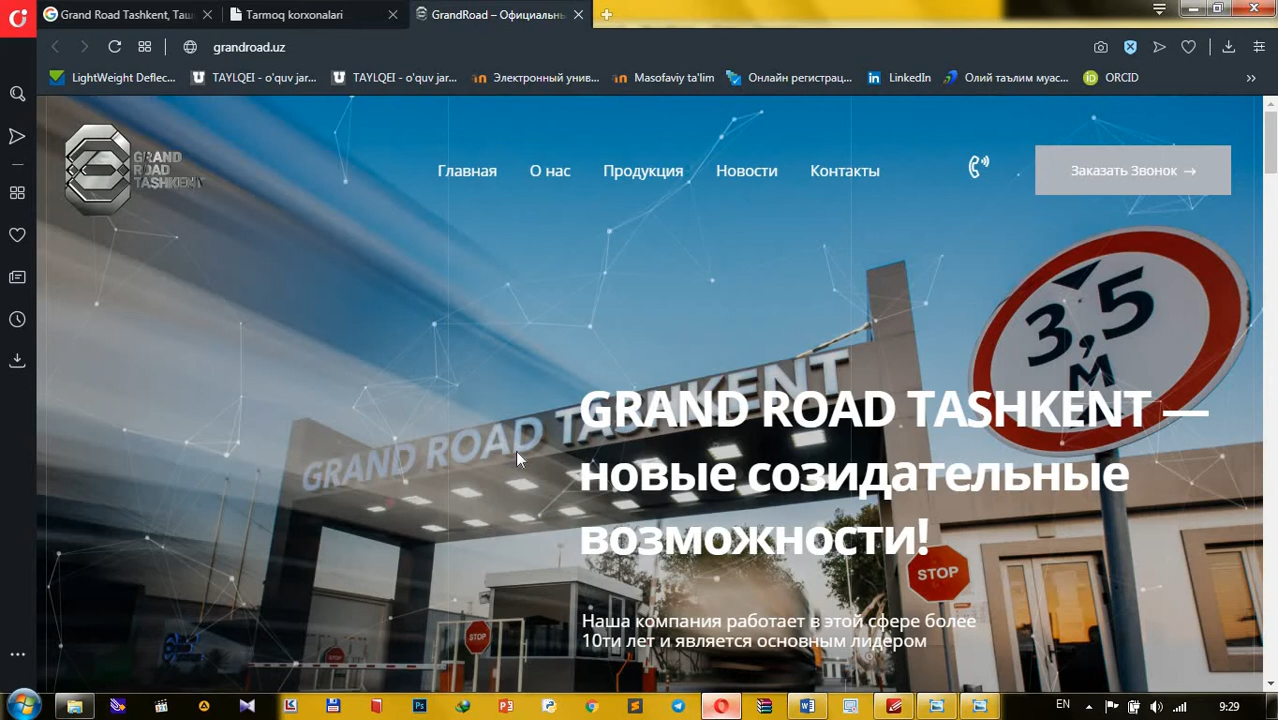 Grand Road Tashkent, Таш
Tarmoq korxonalari
GrandRoad – Официальны
grandroad.uz
LightWeight Deflec...
TAYLQEI - o'quv jar...
TAYLQEI - o'quv jar...
Электронный унив...
Masofaviy ta'lim
Онлайн регистрац...
LinkedIn
Олий таълим муас...
ORCID
GRAND
ROAD
TASHKENT
Главная
О нас
Продукция
Новости
Контакты
Заказать Звонок →
3,5
м
GRAND ROAD TASHKENT
GRAND ROAD TASHKENT —
новые созидательные
возможности!
STOP
STOP
STOP
Наша компания работает в этой сфере более
10ти лет и является основным лидером
EN
9:29